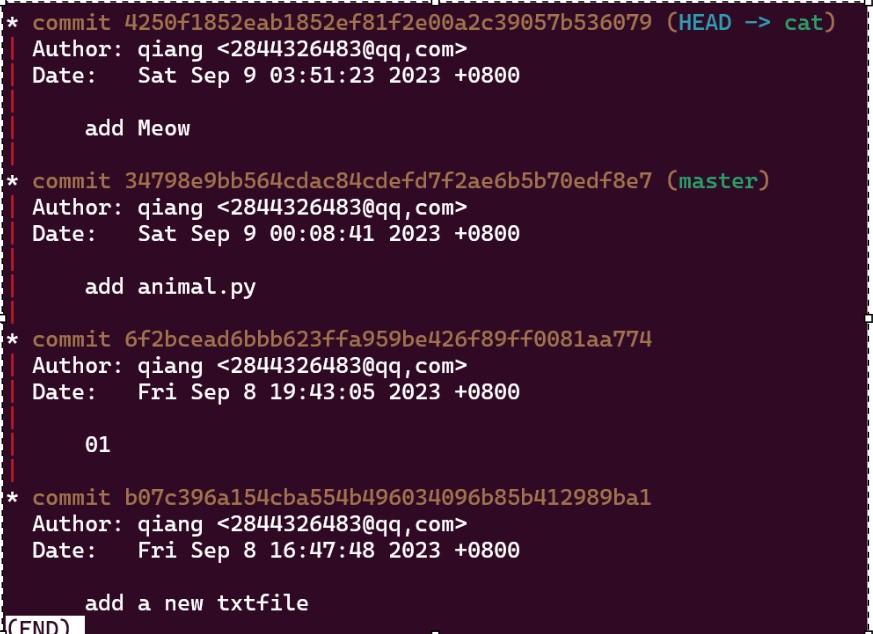 * commit 4250f1852eab1852ef81f2e00a2c39057b536079 (HEAD -> cat)
| Author: qiang <2844326483@qq,com>
| Date:   Sat Sep 9 03:51:23 2023 +0800
|
|     add Meow
|
* commit 34798e9bb564cdac84cdefd7f2ae6b5b70edf8e7 (master)
| Author: qiang <2844326483@qq,com>
| Date:   Sat Sep 9 00:08:41 2023 +0800
|
|     add animal.py
|
* commit 6f2bcead6bbb623ffa959be426f89ff0081aa774
| Author: qiang <2844326483@qq,com>
| Date:   Fri Sep 8 19:43:05 2023 +0800
|
|     01
|
* commit b07c396a154cba554b496034096b85b412989ba1
  Author: qiang <2844326483@qq,com>
  Date:   Fri Sep 8 16:47:48 2023 +0800

      add a new txtfile
(END)